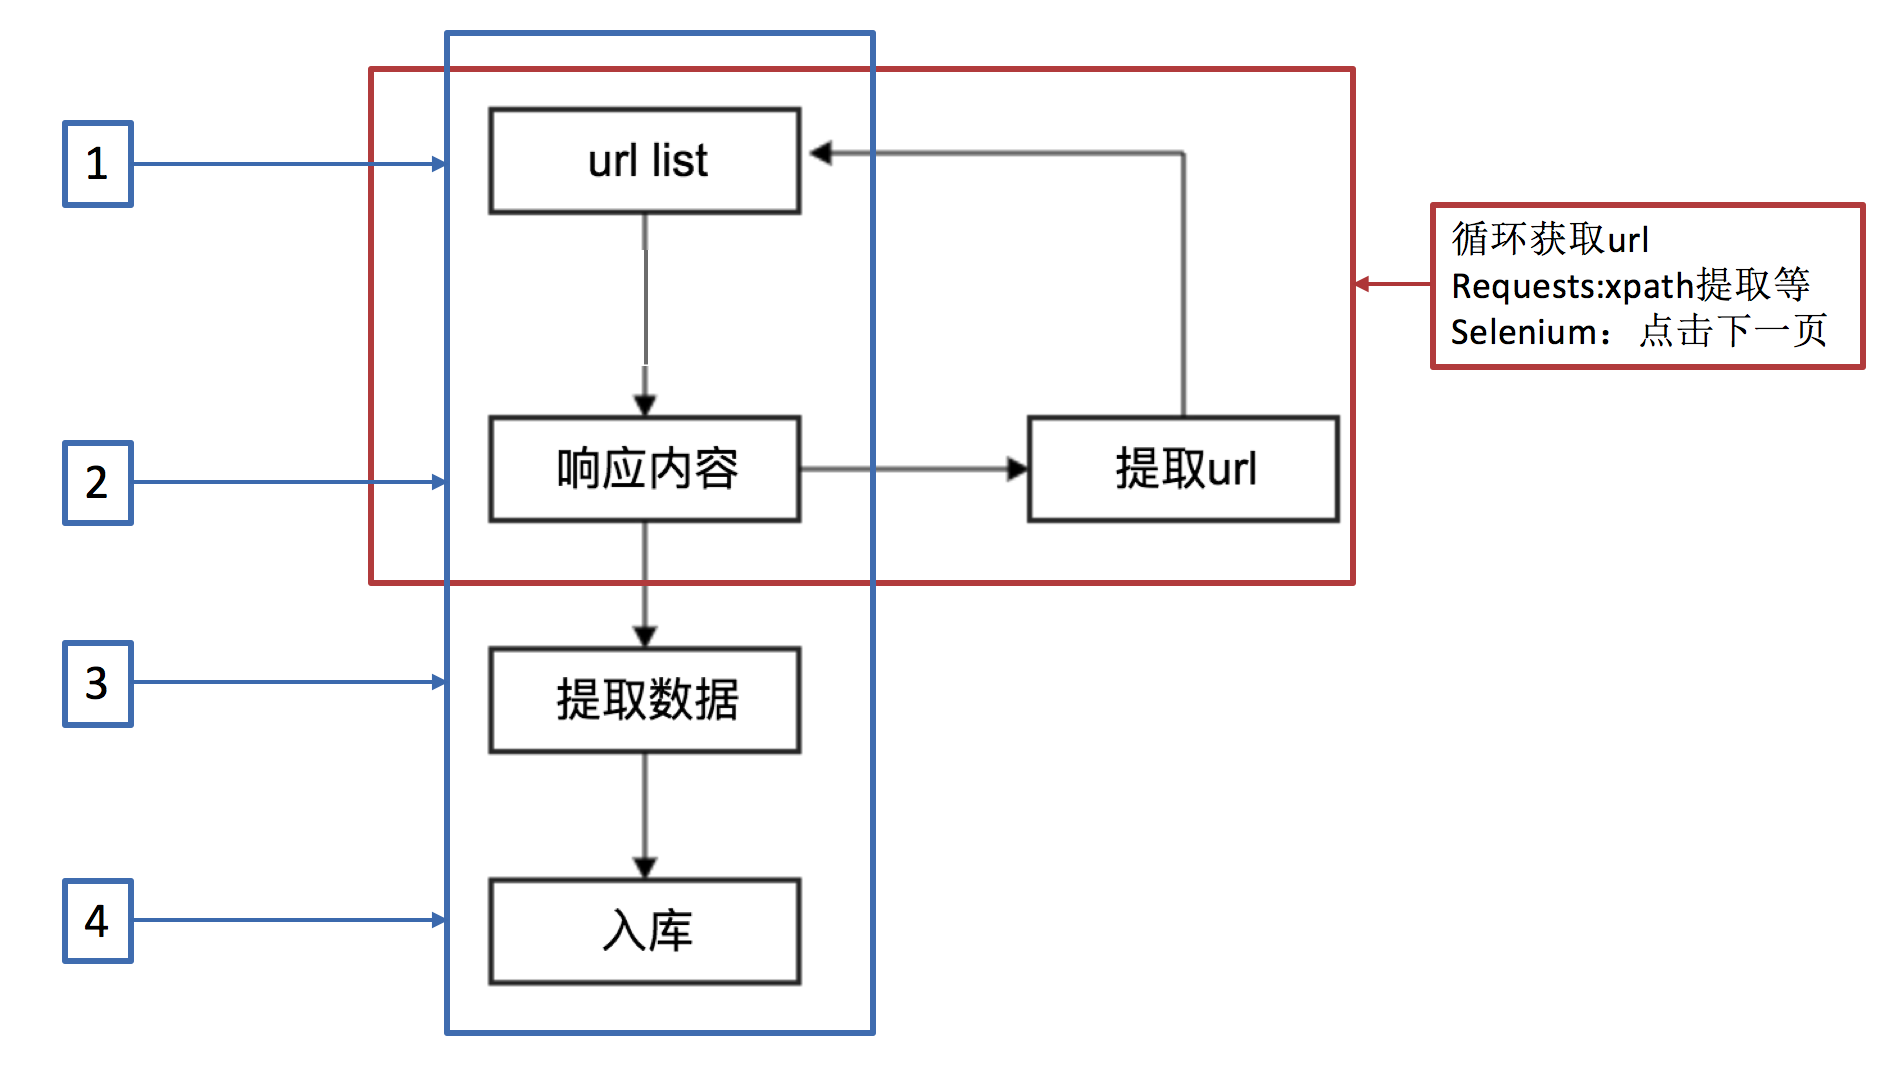 1
url list
循环获取url
Requests:xpath提取等
Selenium：点击下一页
2
响应内容
提取url
3
提取数据
4
入库